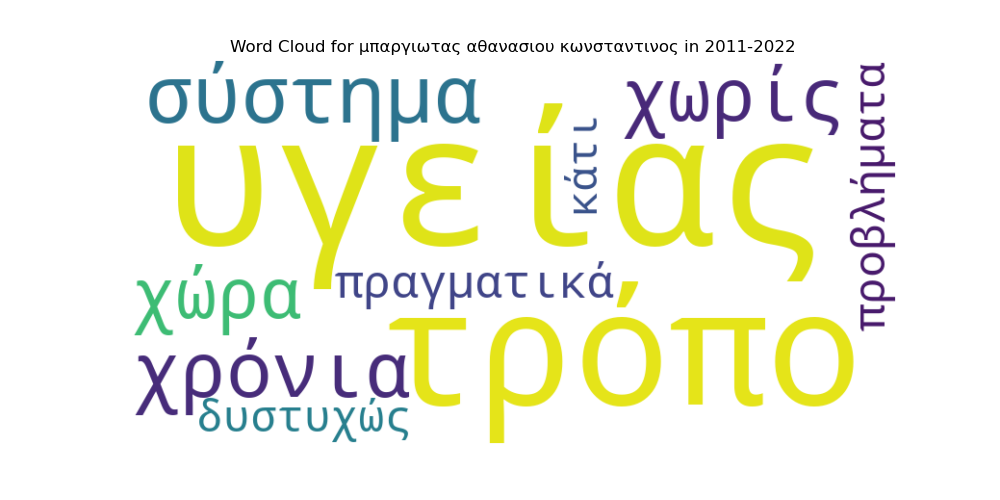 Word Cloud for μπαργιωτας αθανασιου κωνσταντινος in 2011-2022
σύστημα
χωρίς
προβλήματα
κάτι
υγείας
χώρα
πραγματικά
τρόπο
χρόνια
δυστυχώς